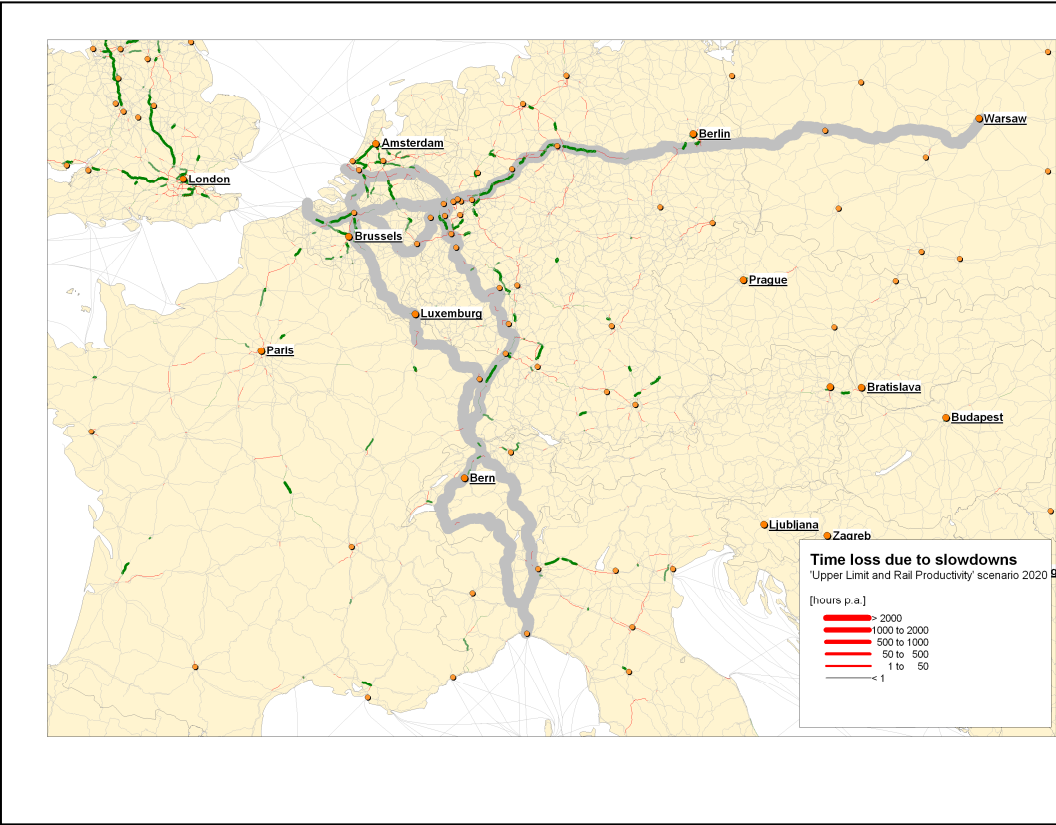 Warsaw
Berlin
Amsterdam
London
Brussels
Prague
Luxemburg
Paris
Bratislava
Budapest
Bern
Ljubljana
Zagreb
Time loss due to slowdowns
'Upper Limit and Rail Productivity' scenario 2020
[hours p.a.]
> 2000
1000 to 2000
500 to 1000
50 to 500
1 to 50
< 1